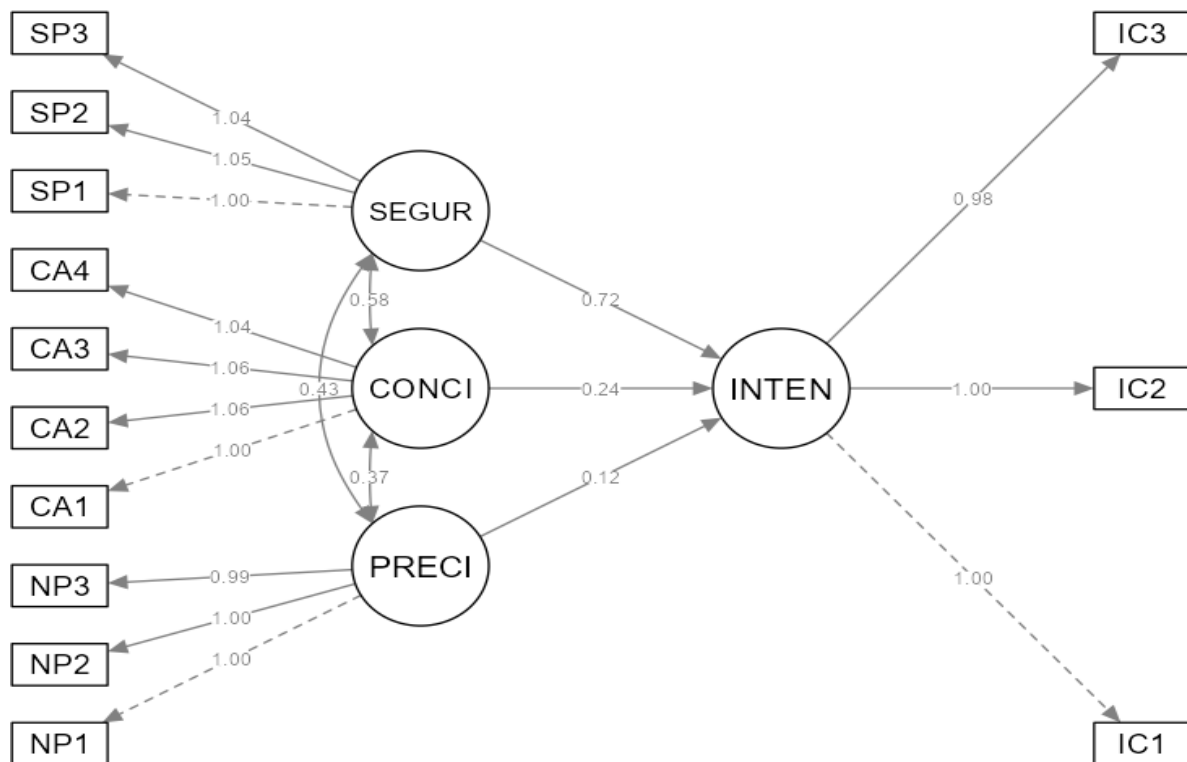 SP3
SP2
SP1
CA4
CA3
CA2
CA1
NP3
NP2
NP1
1.04
1.05
1.00
1.04
1.06
1.06
1.00
0.99
1.00
1.00
SEGUR
CONCI
PRECI
0.58
0.43
0.37
0.72
0.24
0.12
INTEN
0.98
1.00
1.00
IC3
IC2
IC1